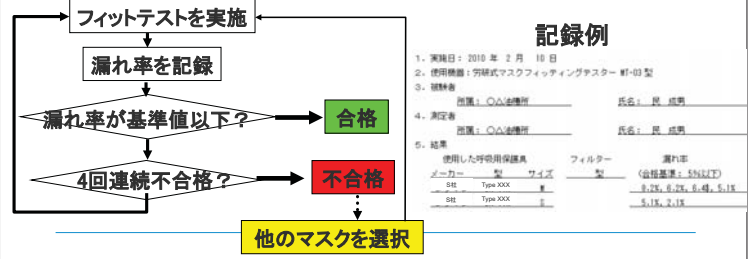 フィットテストを実施
漏れ率を記録
漏れ率が基準値以下？
合格
4回連続不合格？
不合格
他のマスクを選択
記録例
1．実施日： 2010 年 2 月 10 日
2．使用機器：労研式マスクフィッティングテスター MT-03 型
3．被験者
所属： 〇△油槽所 氏名： 民 成男
4．測定者
所属： 〇△油槽所 氏名： 民 成男
5．結果
使用した呼吸用保護具 フィルター 漏れ率
メーカー 型 サイズ 型 （合格基準： 5%以下）
S社 Type XXX M 9.2%, 6.2%, 6.4%, 5.1%
S社 Type XXX S 5.1%, 2.1%